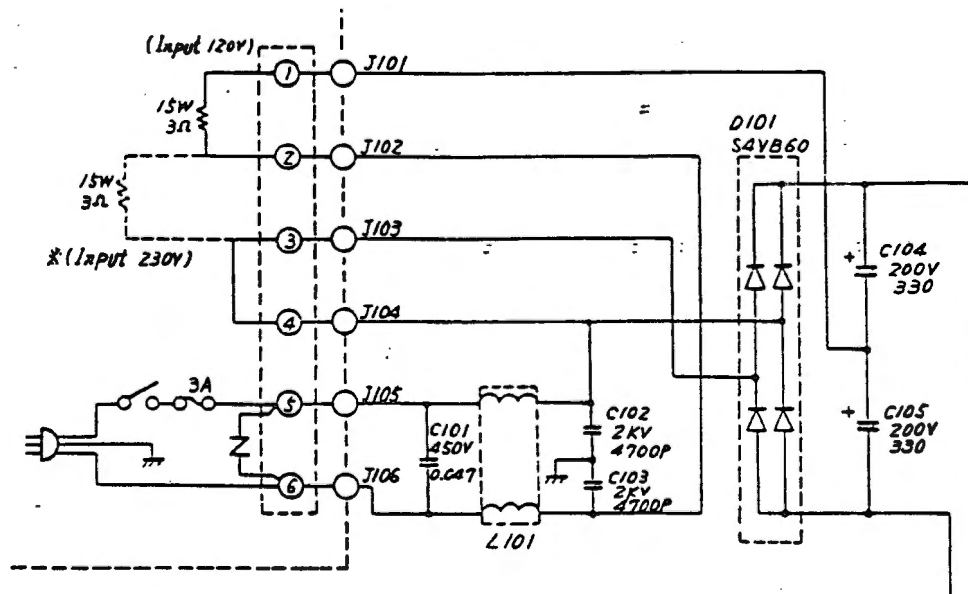 (Input 120V)
1
J101
15W
3Ω
2
J102
D101
S4VB60
15W
3Ω
3
J103
※(Input 230V)
+
C104
200V
330
4
J104
3A
5
J105
C101
450V
0.047
C102
2KV
4700P
+
C105
200V
330
6
J106
C103
2KV
4700P
L101